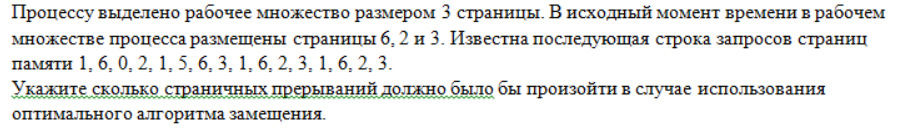 Процессу выделено рабочее множество размером 3 страницы. В исходный момент времени в рабочем
множестве процесса размещены страницы 6, 2 и 3. Известна последующая строка запросов страниц
памяти 1, 6, 0, 2, 1, 5, 6, 3, 1, 6, 2, 3, 1, 6, 2, 3.
Укажите сколько страничных прерываний должно было бы произойти в случае использования
оптимального алгоритма замещения.